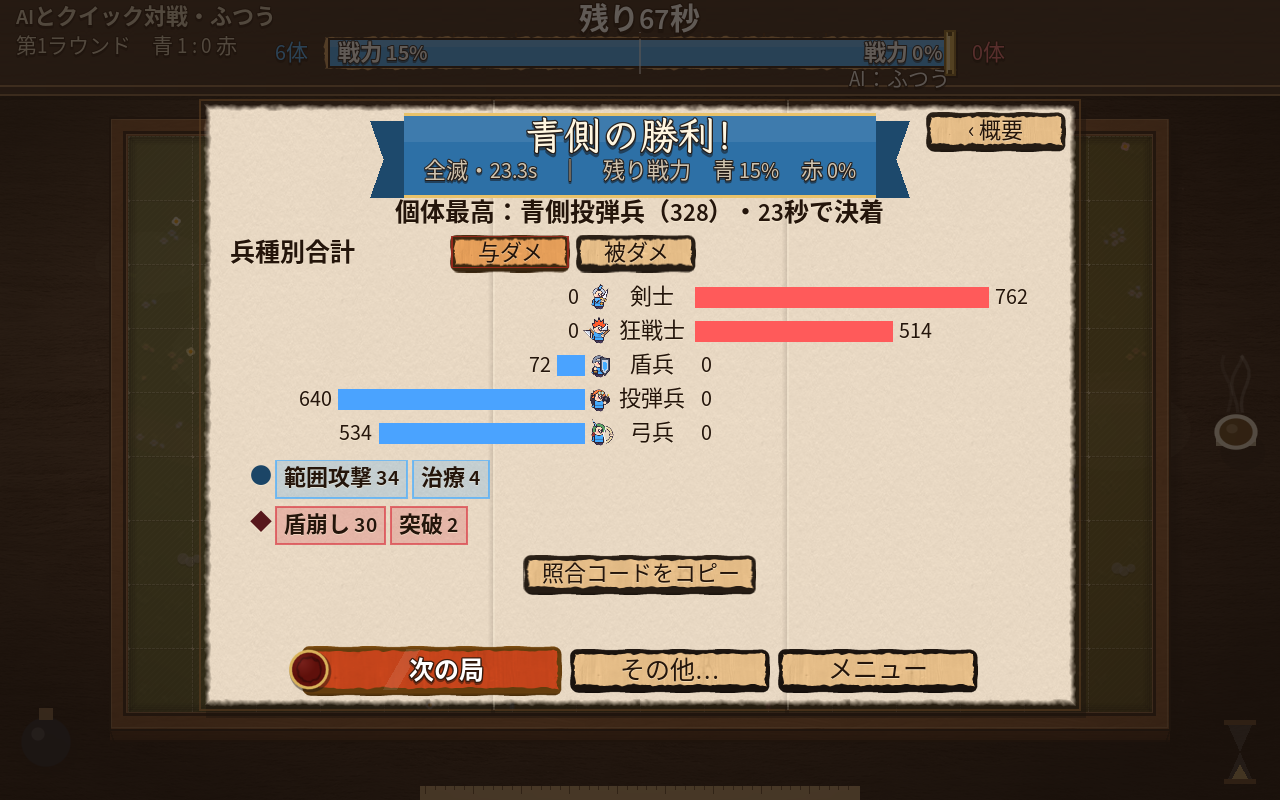 AIとクイック対戦・ふつう
残り67秒
第1ラウンド 青 1 : 0 赤
6体
戦力 15%
戦力 0%
0体
AI：ふつう
青側の勝利！
全滅・23.3s ｜ 残り戦力 青 15% 赤 0%
‹ 概要
個体最高：青側投弾兵（328）・23秒で決着
兵種別合計
与ダメ
被ダメ
0 剣士 762
0 狂戦士 514
72 盾兵 0
640 投弾兵 0
534 弓兵 0
範囲攻撃 34 治療 4
盾崩し 30 突破 2
照合コードをコピー
次の局
その他…
メニュー